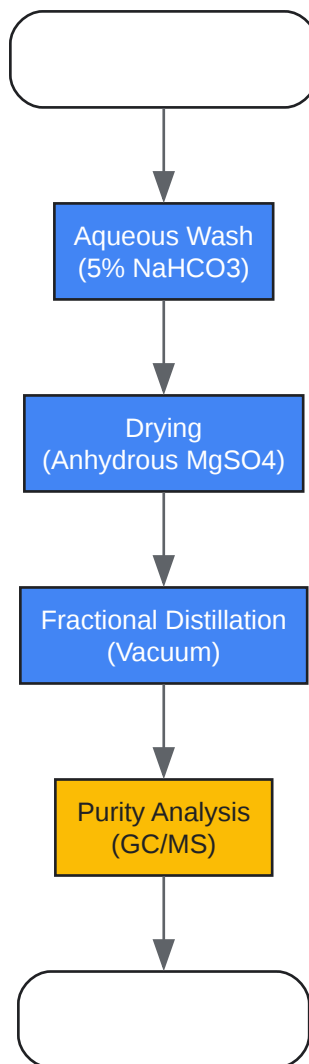 Aqueous Wash
(5% NaHCO3)
Drying
(Anhydrous MgSO4)
Fractional Distillation
(Vacuum)
Purity Analysis
(GC/MS)